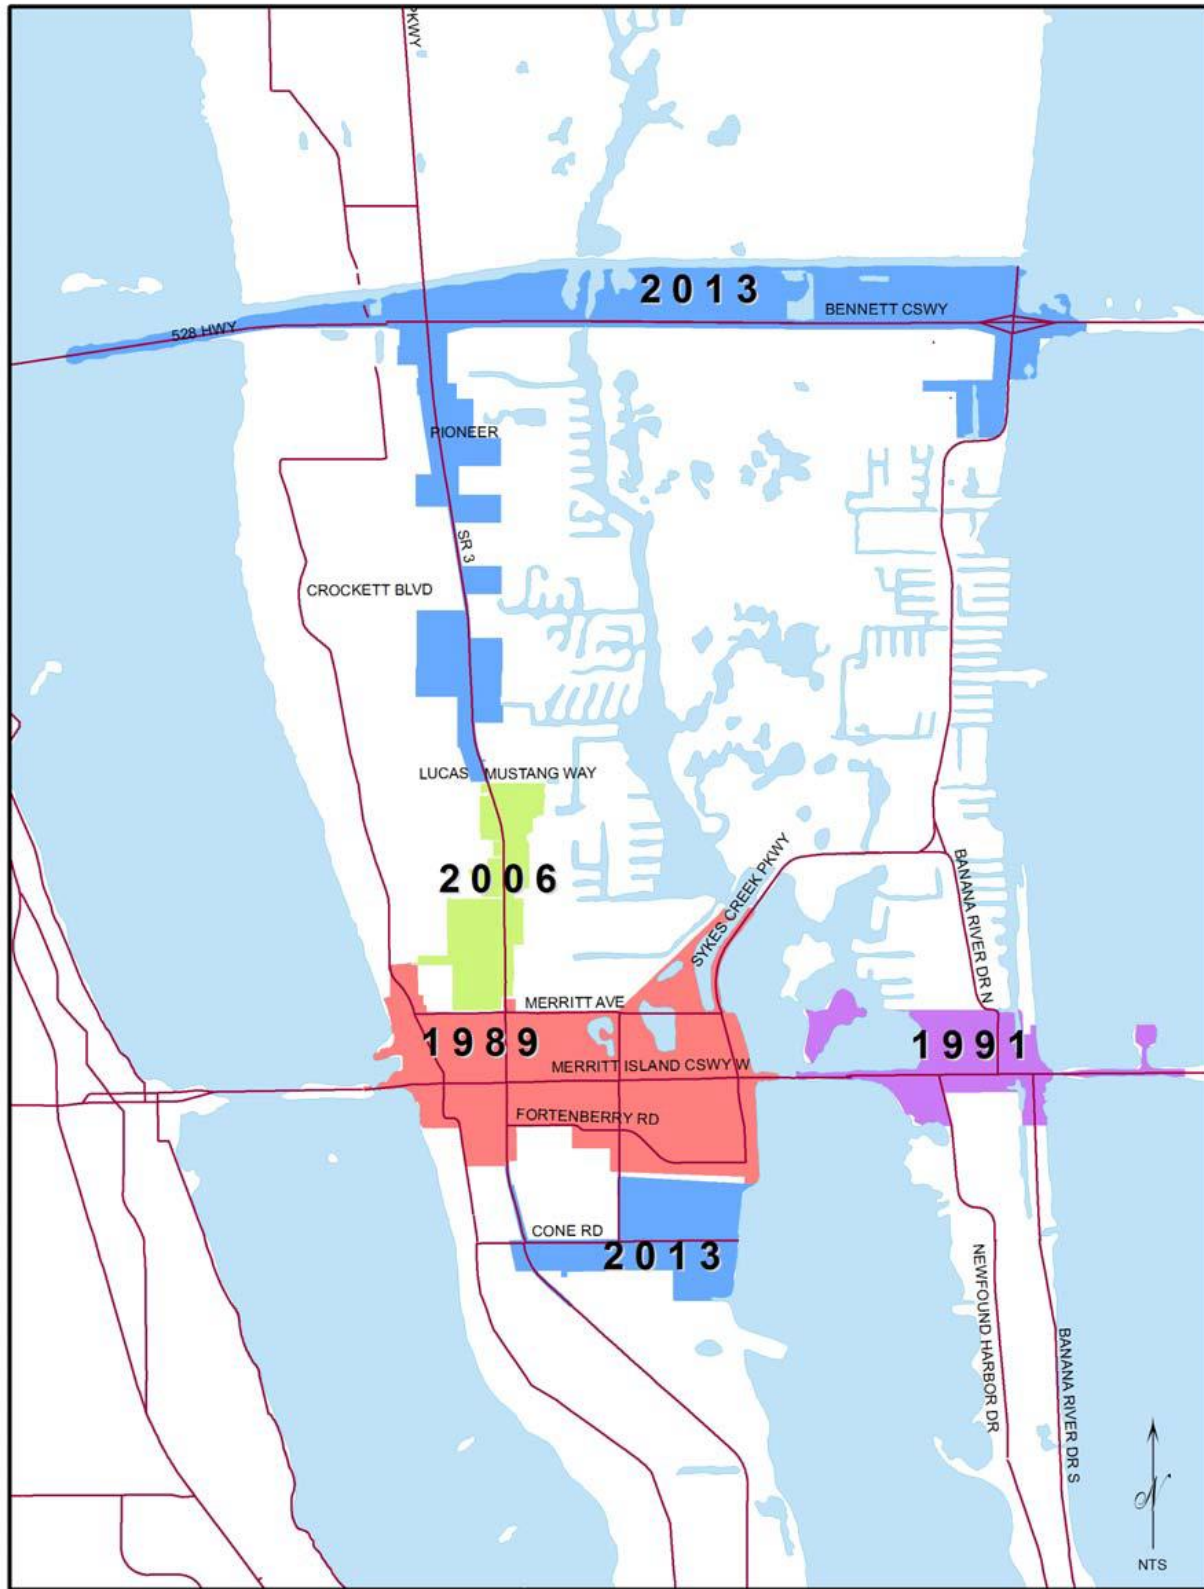 PKWY
2013
BENNETT CSWY
528 HWY
PIONEER
SR 3
CROCKETT BLVD
LUCAS
MUSTANG WAY
2006
SYKES CREEK PKWY
BANANA RIVER DR N
MERRITT AVE
1989
1991
MERRITT ISLAND CSWY W
FORTENBERRY RD
CONE RD
2013
NEWFOUND HARBOR DR
BANANA RIVER DR S
N
NTS